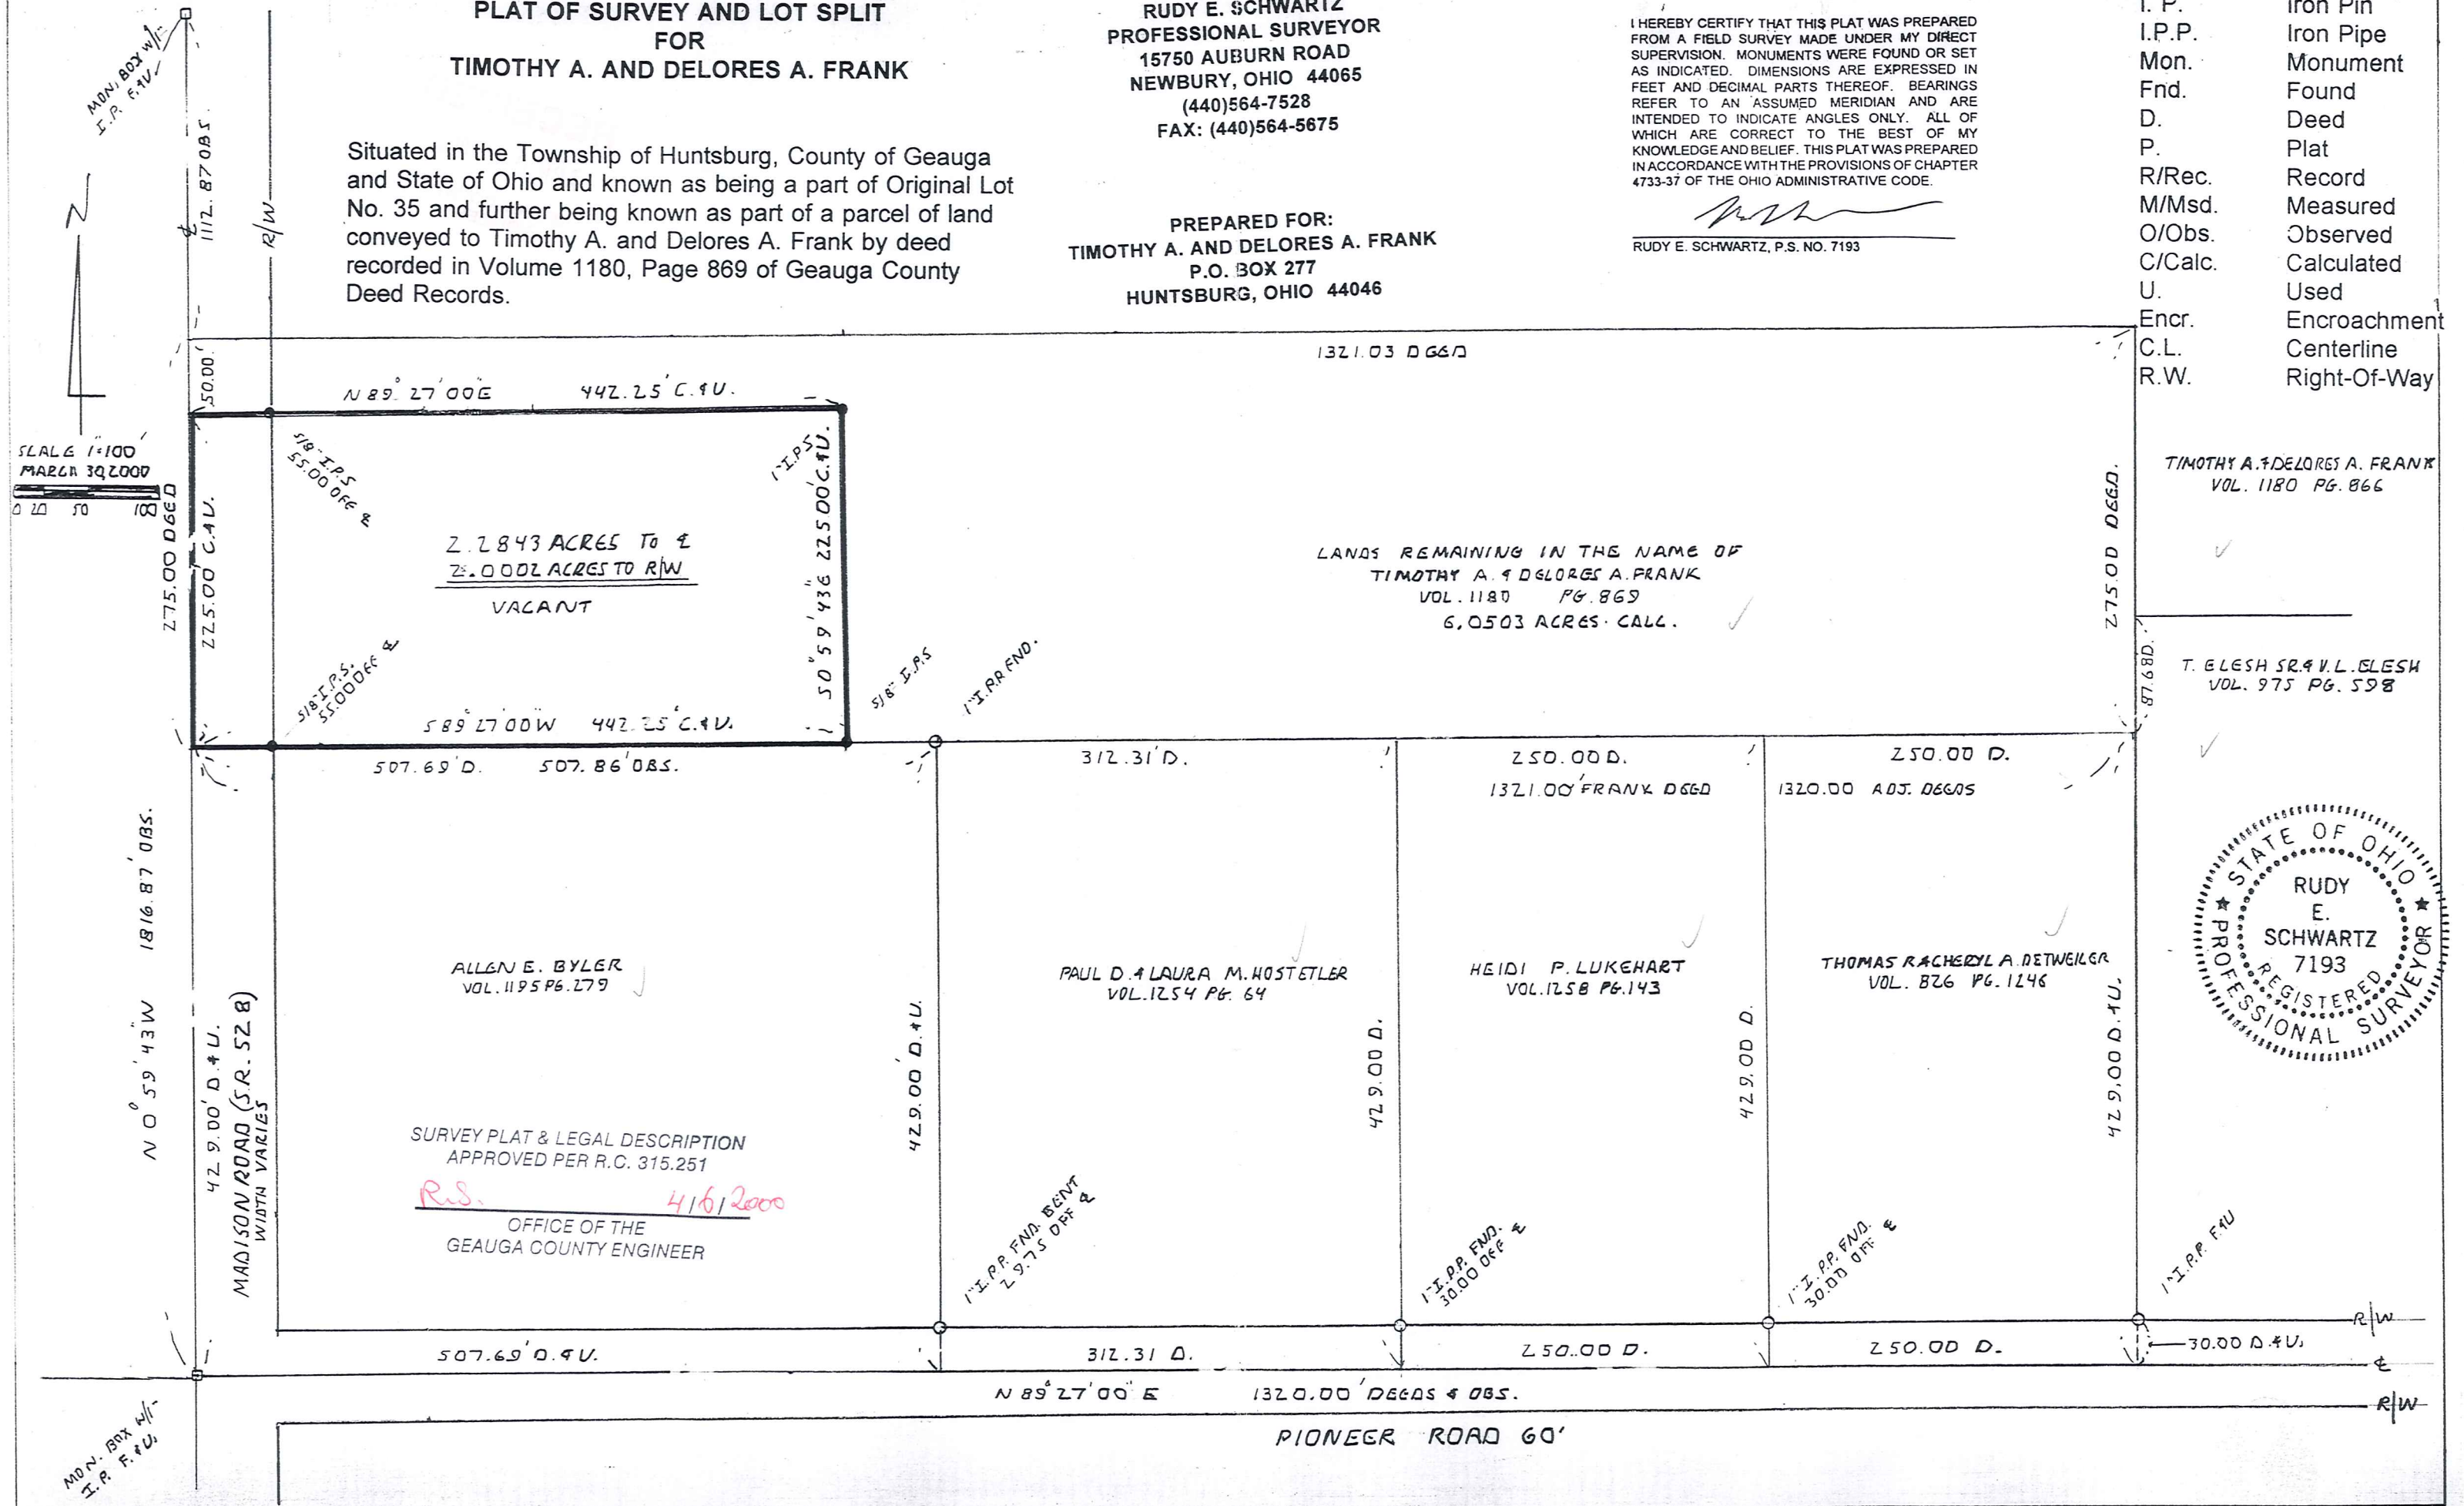 PLAT OF SURVEY AND LOT SPLIT
FOR
TIMOTHY A. AND DELORES A. FRANK
Situated in the Township of Huntsburg, County of Geauga
and State of Ohio and known as being a part of Original Lot
No. 35 and further being known as part of a parcel of land
conveyed to Timothy A. and Delores A. Frank by deed
recorded in Volume 1180, Page 869 of Geauga County
Deed Records.
RUDY E. SCHWARTZ
PROFESSIONAL SURVEYOR
15750 AUBURN ROAD
NEWBURY, OHIO 44065
(440)564-7528
FAX: (440)564-5675
PREPARED FOR:
TIMOTHY A. AND DELORES A. FRANK
P.O. BOX 277
HUNTSBURG, OHIO 44046
I HEREBY CERTIFY THAT THIS PLAT WAS PREPARED
FROM A FIELD SURVEY MADE UNDER MY DIRECT
SUPERVISION. MONUMENTS WERE FOUND OR SET
AS INDICATED. DIMENSIONS ARE EXPRESSED IN
FEET AND DECIMAL PARTS THEREOF. BEARINGS
REFER TO AN ASSUMED MERIDIAN AND ARE
INTENDED TO INDICATE ANGLES ONLY. ALL OF
WHICH ARE CORRECT TO THE BEST OF MY
KNOWLEDGE AND BELIEF. THIS PLAT WAS PREPARED
IN ACCORDANCE WITH THE PROVISIONS OF CHAPTER
4733-37 OF THE OHIO ADMINISTRATIVE CODE.
RUDY E. SCHWARTZ, P.S. NO. 7193
I. P. Iron Pin
I.P.P. Iron Pipe
Mon. Monument
Fnd. Found
D. Deed
P. Plat
R/Rec. Record
M/Msd. Measured
O/Obs. Observed
C/Calc. Calculated
U. Used
Encr. Encroachment
C.L. Centerline
R.W. Right-Of-Way
MON. BOX W/1"
I.P. F.&U.
1112.87 OBS.
℄
R/W
N
SCALE 1"=100'
MARCH 30, 2000
0 20 50 100
50.00'
1321.03 DEED
N 89° 27' 00" E 442.25' C.&U.
275.00 DEED
225.00' C.&U.
5/8" I.P.S
55.00 OFF ℄
1" I.P.S
2.2843 ACRES TO ℄
2.0002 ACRES TO R/W
VACANT
S0°59'43"E 225.00' C.&U.
5/8" I.P.S.
55.00 OFF ℄
S 89° 27' 00" W 442.25' C.&U.
507.69' D. 507.86' OBS.
5/8" I.P.S
1" I.P.P. FND.
LANDS REMAINING IN THE NAME OF
TIMOTHY A. & DELORES A. FRANK
VOL. 1180 PG. 869
6.0503 ACRES CALC.
275.00 DEED.
TIMOTHY A. & DELORES A. FRANK
VOL. 1180 PG. 866
87.6 OBS.
T. ELESH SR. & V.L. ELESH
VOL. 975 PG. 598
312.31' D.
250.00 D.
250.00 D.
1321.00' FRANK DEED
1320.00 ADJ. DEEDS
N 0° 59' 43" W 1816.87' OBS.
429.00' D.&U.
MADISON ROAD (S.R. 528)
WIDTH VARIES
ALLEN E. BYLER
VOL. 1195 PG. 279
PAUL D. & LAURA M. HOSTETLER
VOL. 1254 PG. 64
HEIDI P. LUKEHART
VOL. 1258 PG. 143
THOMAS R & CHERYL A. DETWEILER
VOL. 826 PG. 1246
429.00' D.&U.
429.00 D.
429.00 D.
429.00 D.&U.
SURVEY PLAT & LEGAL DESCRIPTION
APPROVED PER R.C. 315.251
R.S. 4/6/2000
OFFICE OF THE
GEAUGA COUNTY ENGINEER
STATE OF OHIO
RUDY
E.
SCHWARTZ
7193
REGISTERED
PROFESSIONAL SURVEYOR
1" I.P.P. FND. BENT
29.75 OFF ℄
1" I.P.P. FND.
30.00 OFF ℄
1" I.P.P. FND.
30.00 OFF ℄
1" I.P.P. F.&U
R/W
507.69' D.&U.
312.31 D.
250.00 D.
250.00 D.
30.00 D.&U.
℄
N 89° 27' 00" E 1320.00' DEEDS & OBS.
R/W
PIONEER ROAD 60'
MON. BOX W/1"
I.P. F.&U.